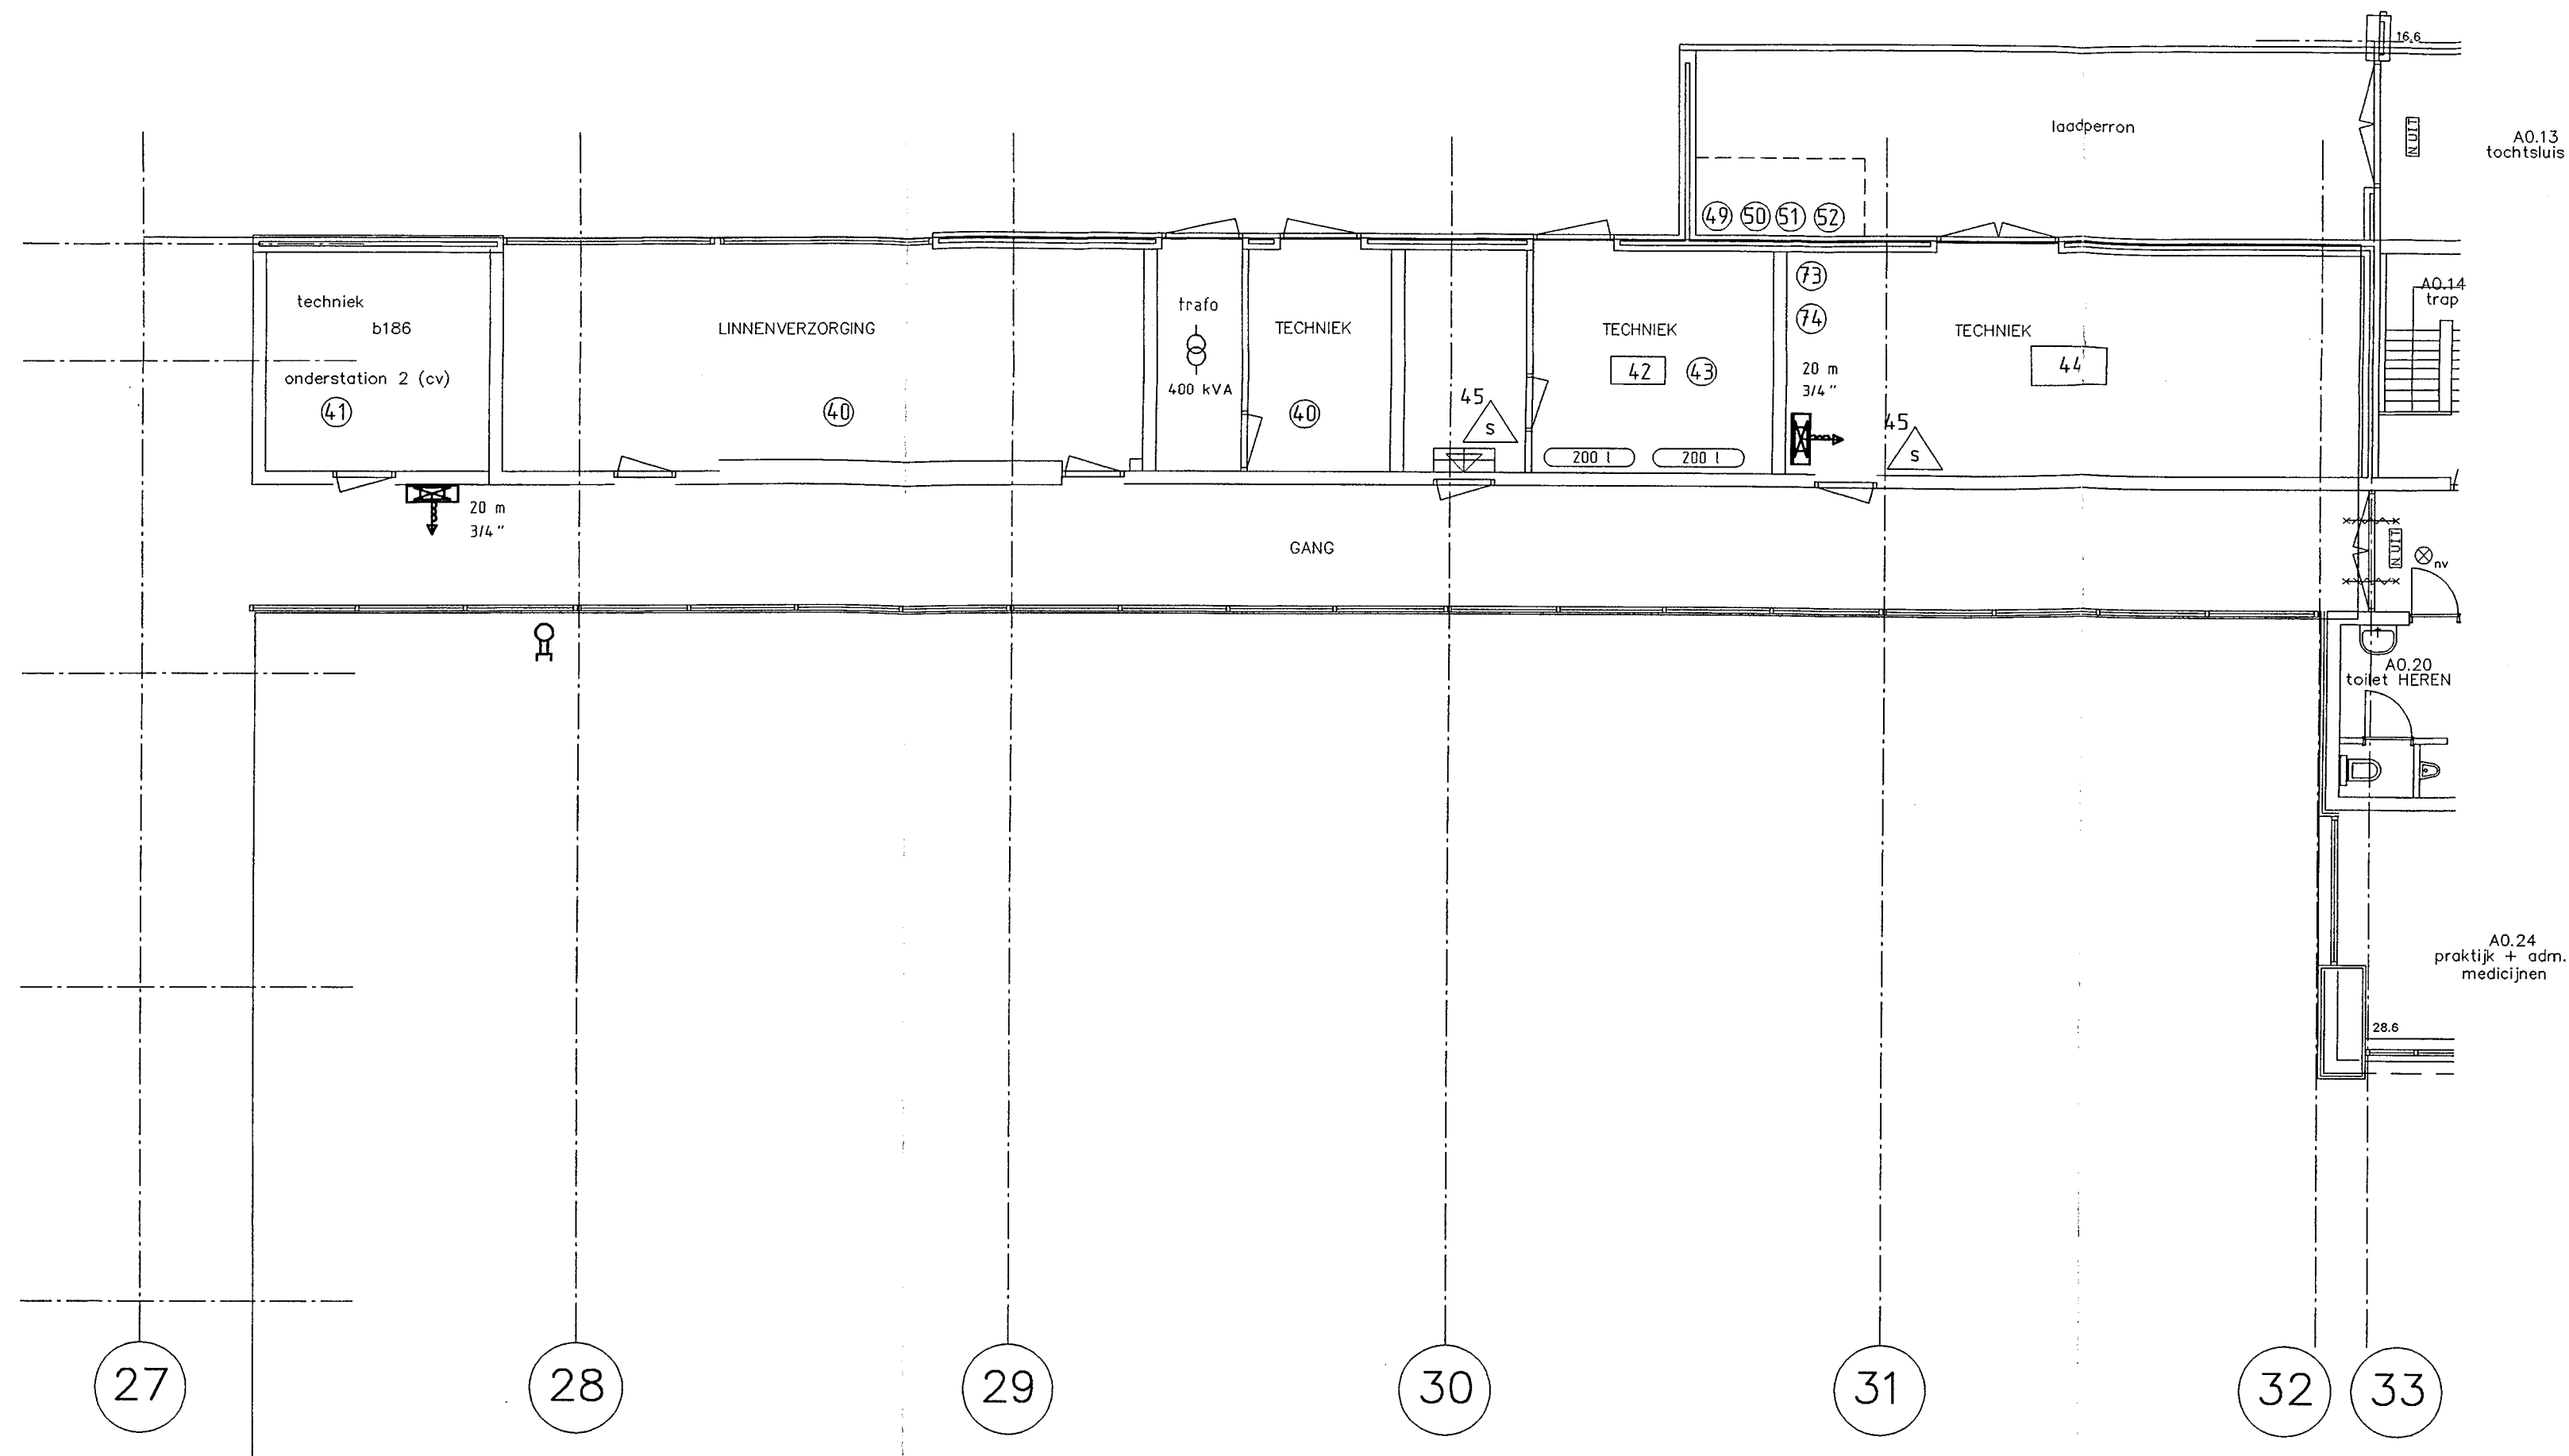 16.6
laadperron
N UIT
A0.13
tochtsluis
49 50 51 52
techniek
b186
onderstation 2 (cv)
41
LINNENVERZORGING
40
trafo
400 kVA
TECHNIEK
40
45
S
TECHNIEK
42 43
200 l
200 l
73
74
20 m
3/4"
TECHNIEK
44
45
S
A0.14
trap
20 m
3/4"
GANG
N UIT
nv
A0.20
toilet HEREN
A0.24
praktijk + adm.
medicijnen
28.6
27
28
29
30
31
32
33